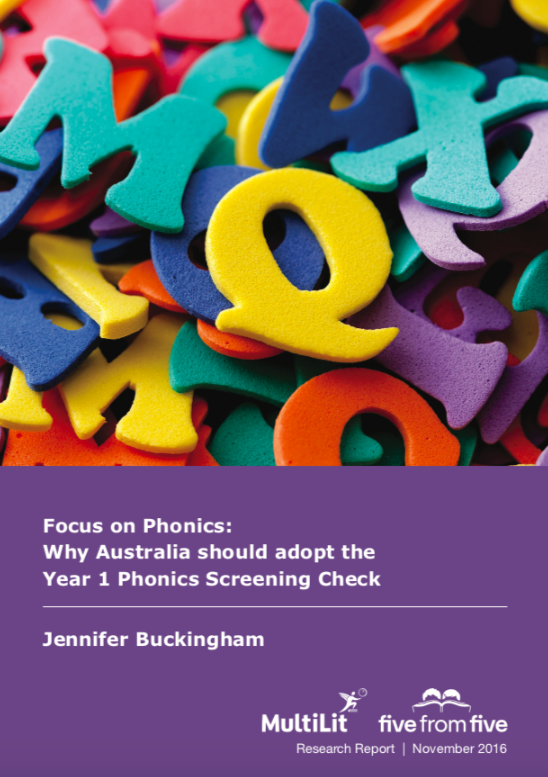 Focus on Phonics:
Why Australia should adopt the
Year 1 Phonics Screening Check
Jennifer Buckingham
MultiLit five from five
Research Report | November 2016